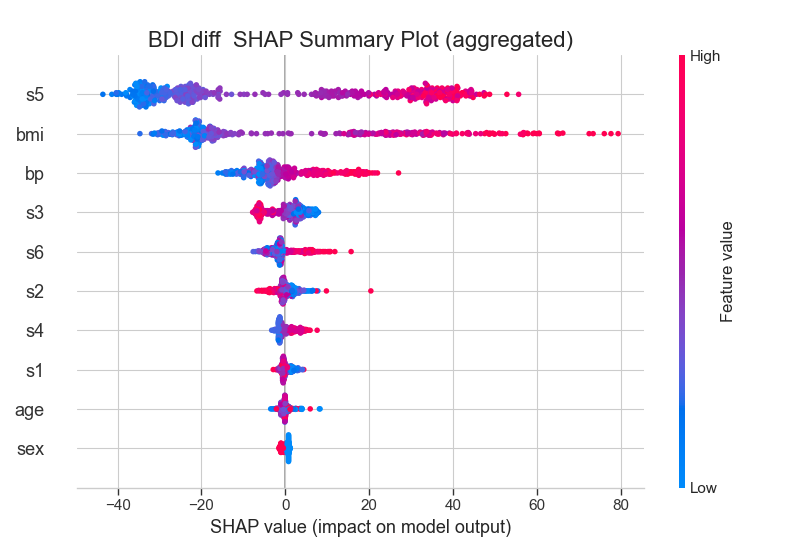 BDI diff  SHAP Summary Plot (aggregated)
High
s5
bmi
bp
s3
s6
s2
s4
s1
age
sex
Feature value
Low
−40
−20
0
20
40
60
80
SHAP value (impact on model output)